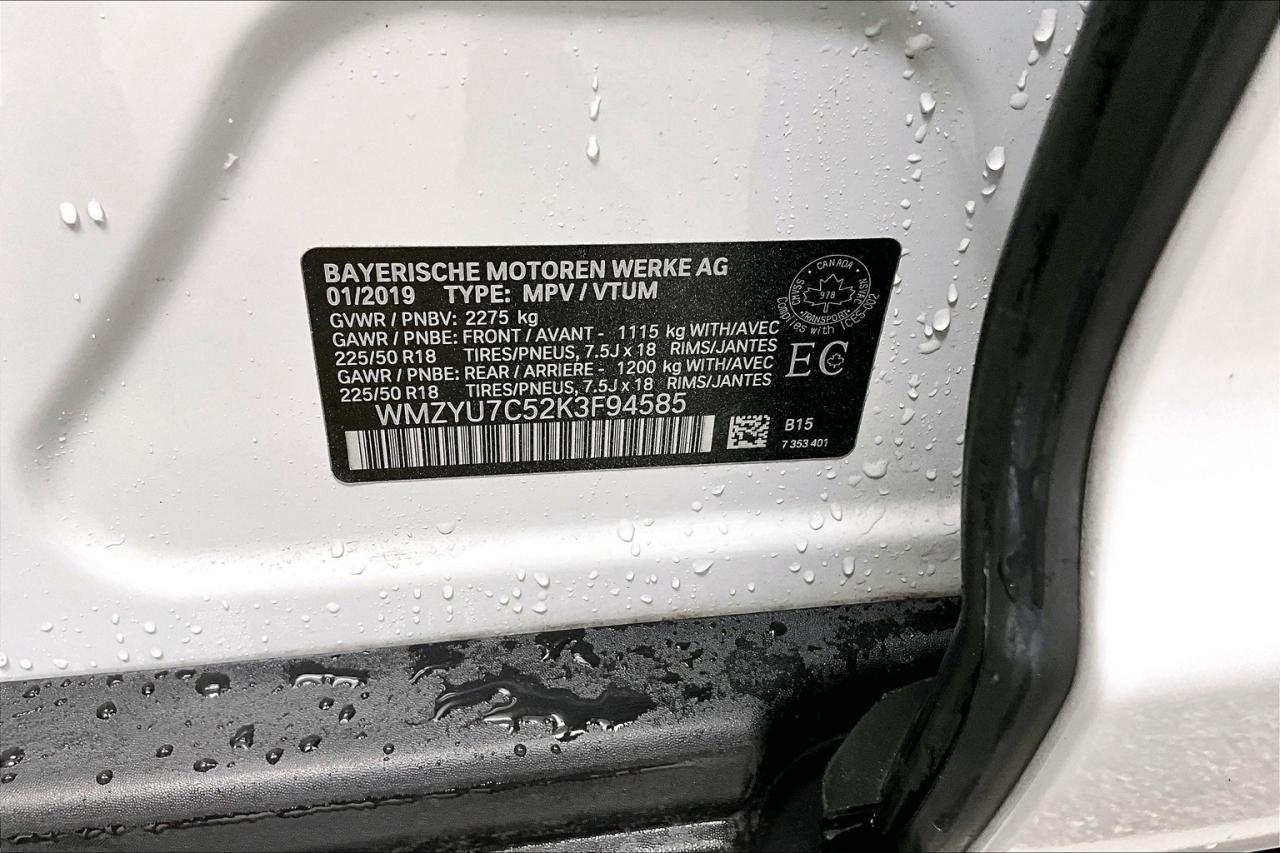 BAYERISCHE MOTOREN WERKE AG
01/2019 TYPE: MPV / VTUM
GVWR / PNBV: 2275 kg
GAWR / PNBE: FRONT / AVANT - 1115 kg WITH/AVEC
225/50 R18 TIRES/PNEUS, 7.5J x 18 RIMS/JANTES
GAWR / PNBE: REAR / ARRIERE - 1200 kg WITH/AVEC
225/50 R18 TIRES/PNEUS, 7.5J x 18 RIMS/JANTES
WMZYU7C52K3F94585
CANADA
CMVSS
NSVAC
978
TRANSPORT
Complies with ICES-002
EC
B15
7 353 401